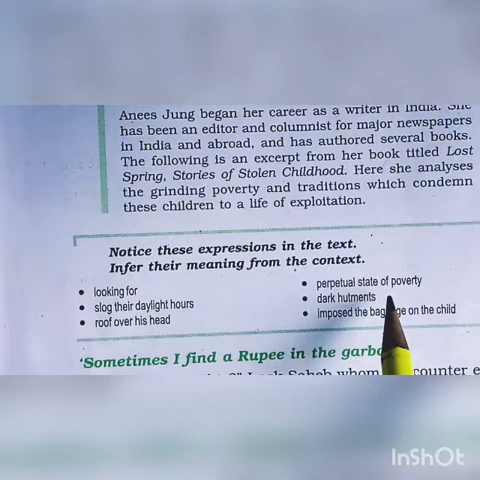 Anees Jung began her career as a writer in India. She
has been an editor and columnist for major newspapers
in India and abroad, and has authored several books.
The following is an excerpt from her book titled Lost
Spring, Stories of Stolen Childhood. Here she analyses
the grinding poverty and traditions which condemn
these children to a life of exploitation.
Notice these expressions in the text.
Infer their meaning from the context.
• looking for
• slog their daylight hours
• roof over his head
• perpetual state of poverty
• dark hutments
• imposed the baggage on the child
‘Sometimes I find a Rupee in the
Saheb whom counter
InShOt